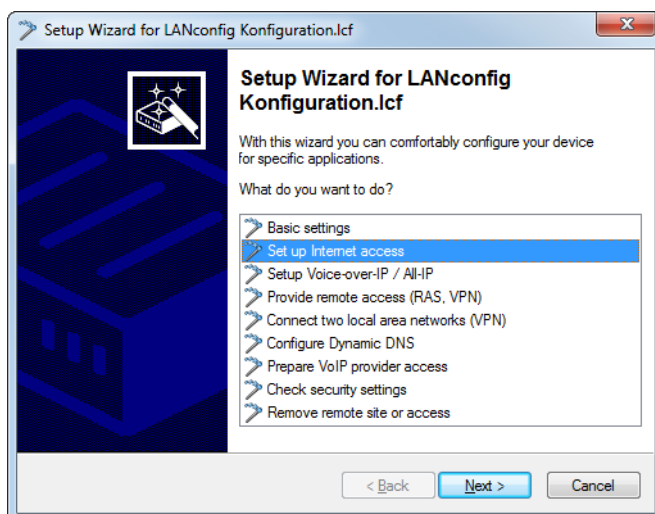 Setup Wizard for LANconfig Konfiguration.lcf
Setup Wizard for LANconfig
Konfiguration.lcf
With this wizard you can comfortably configure your device
for specific applications.
What do you want to do?
Basic settings
Set up Internet access
Setup Voice-over-IP / All-IP
Provide remote access (RAS, VPN)
Connect two local area networks (VPN)
Configure Dynamic DNS
Prepare VoIP provider access
Check security settings
Remove remote site or access
< Back
Next >
Cancel